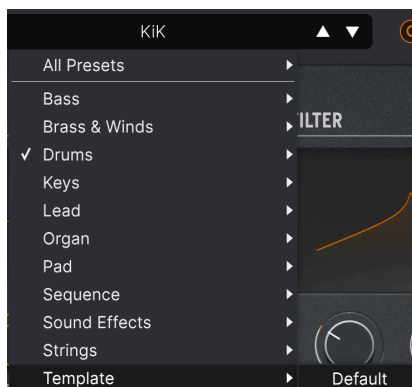 KiK
All Presets
Bass
Brass & Winds
ILTER
Drums
Keys
Lead
Organ
Pad
Sequence
Sound Effects
Strings
Template
Default